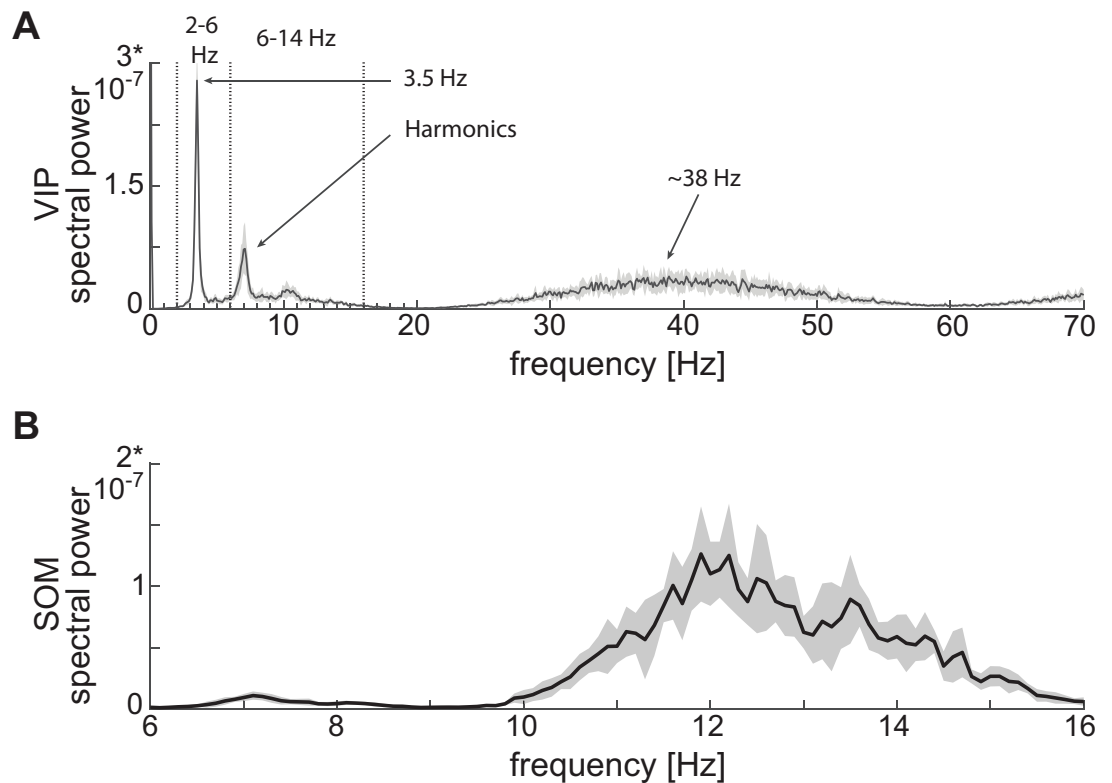 A
2-6
Hz
6-14 Hz
3*
10-7
3.5 Hz
Harmonics
~38 Hz
1.5
0
VIP
spectral power
0 10 20 30 40 50 60 70
frequency [Hz]
B
2*
10-7
1
0
SOM
spectral power
6 8 10 12 14 16
frequency [Hz]